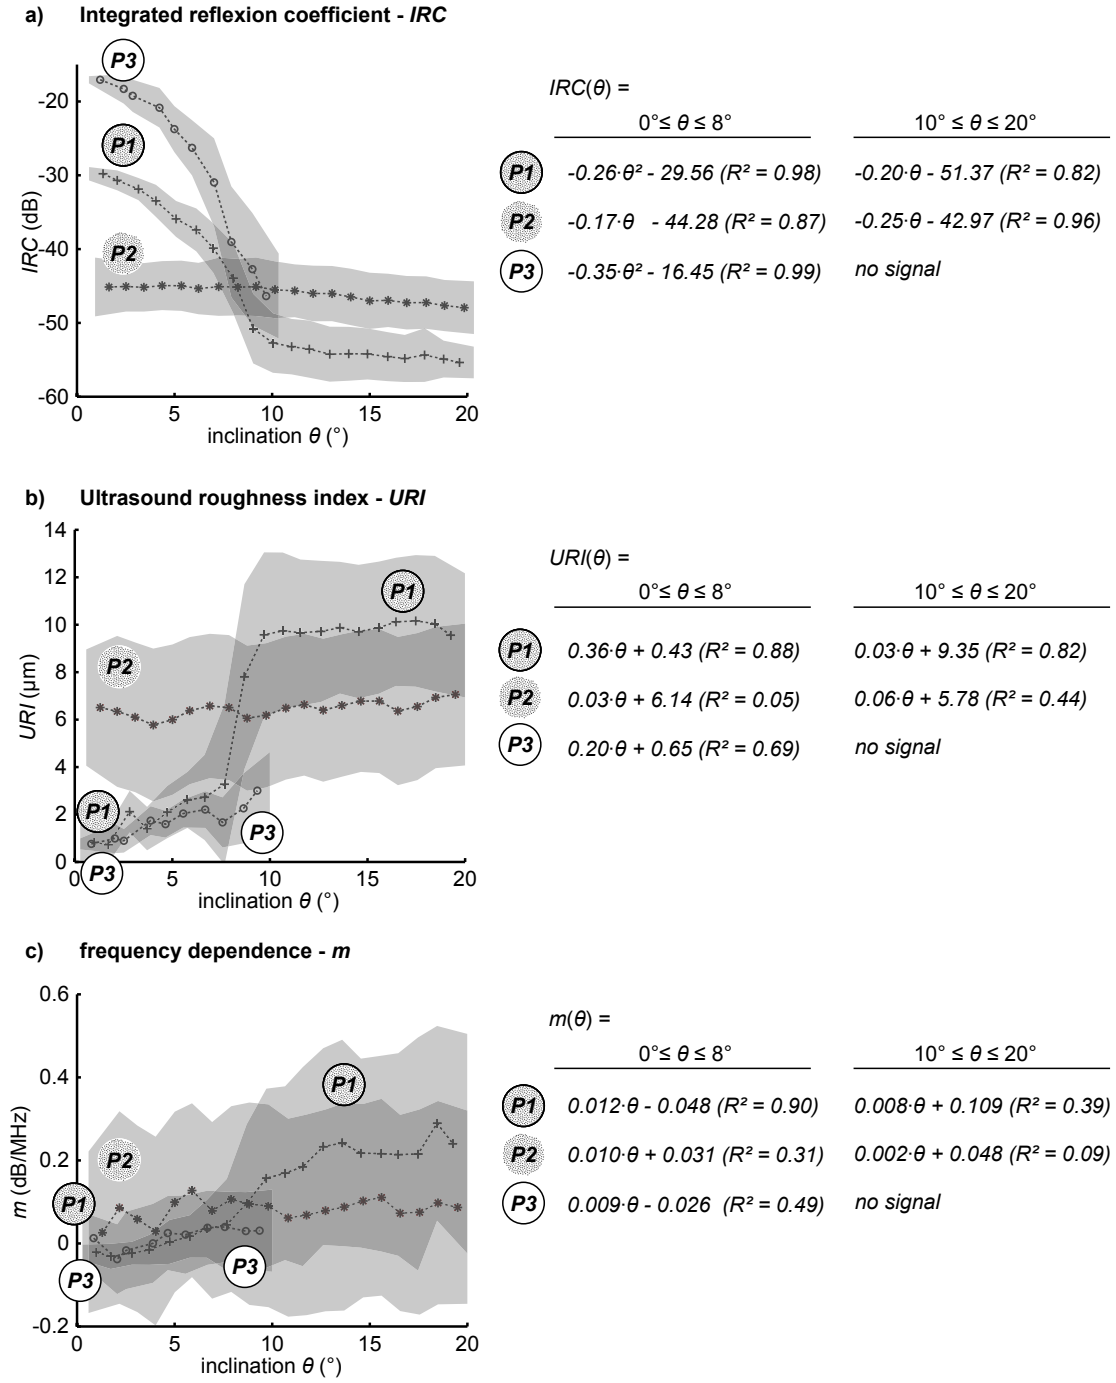 a) Integrated reflexion coefficient - IRC
P3
P1
P2
-20
-30
-40
-50
-60
IRC (dB)
0 5 10 15 20
inclination θ (°)
IRC(θ) =
0°≤ θ ≤ 8° 10° ≤ θ ≤ 20°
P1 -0.26·θ² - 29.56 (R² = 0.98) -0.20·θ - 51.37 (R² = 0.82)
P2 -0.17·θ - 44.28 (R² = 0.87) -0.25·θ - 42.97 (R² = 0.96)
P3 -0.35·θ² - 16.45 (R² = 0.99) no signal
b) Ultrasound roughness index - URI
14
12
10
8
6
4
2
0
URI (µm)
P1
P2
P1
P3
P3
0 5 10 15 20
inclination θ (°)
URI(θ) =
0°≤ θ ≤ 8° 10° ≤ θ ≤ 20°
P1 0.36·θ + 0.43 (R² = 0.88) 0.03·θ + 9.35 (R² = 0.82)
P2 0.03·θ + 6.14 (R² = 0.05) 0.06·θ + 5.78 (R² = 0.44)
P3 0.20·θ + 0.65 (R² = 0.69) no signal
c) frequency dependence - m
0.6
0.4
0.2
0
-0.2
m (dB/MHz)
P1
P2
P1
P3
P3
0 5 10 15 20
inclination θ (°)
m(θ) =
0°≤ θ ≤ 8° 10° ≤ θ ≤ 20°
P1 0.012·θ - 0.048 (R² = 0.90) 0.008·θ + 0.109 (R² = 0.39)
P2 0.010·θ + 0.031 (R² = 0.31) 0.002·θ + 0.048 (R² = 0.09)
P3 0.009·θ - 0.026 (R² = 0.49) no signal